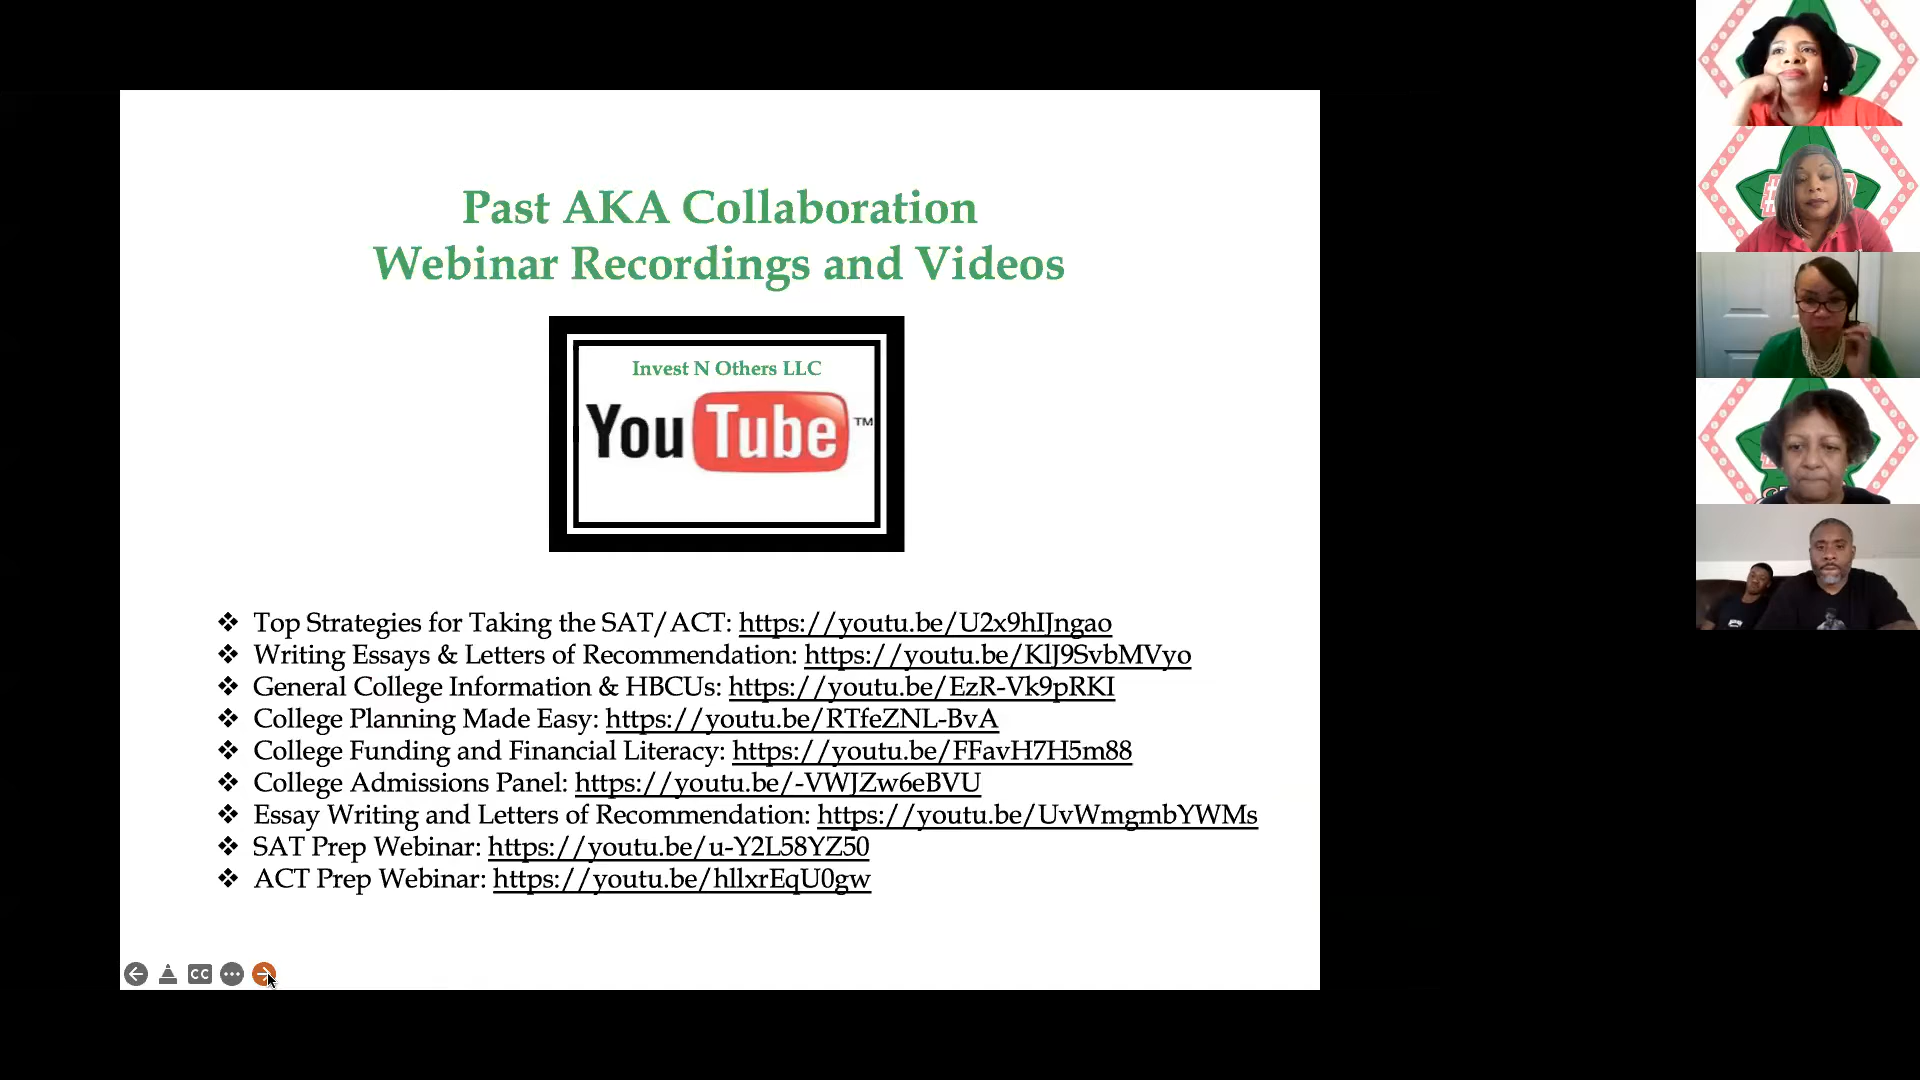 Past AKA Collaboration
Webinar Recordings and Videos
Invest N Others LLC
YouTube™
❖ Top Strategies for Taking the SAT/ACT: https://youtu.be/U2x9hIJngao
❖ Writing Essays & Letters of Recommendation: https://youtu.be/KlJ9SvbMVyo
❖ General College Information & HBCUs: https://youtu.be/EzR-Vk9pRKI
❖ College Planning Made Easy: https://youtu.be/RTfeZNL-BvA
❖ College Funding and Financial Literacy: https://youtu.be/FFavH7H5m88
❖ College Admissions Panel: https://youtu.be/-VWJZw6eBVU
❖ Essay Writing and Letters of Recommendation: https://youtu.be/UvWmgmbYWMs
❖ SAT Prep Webinar: https://youtu.be/u-Y2L58YZ50
❖ ACT Prep Webinar: https://youtu.be/hllxrEqU0gw
CC